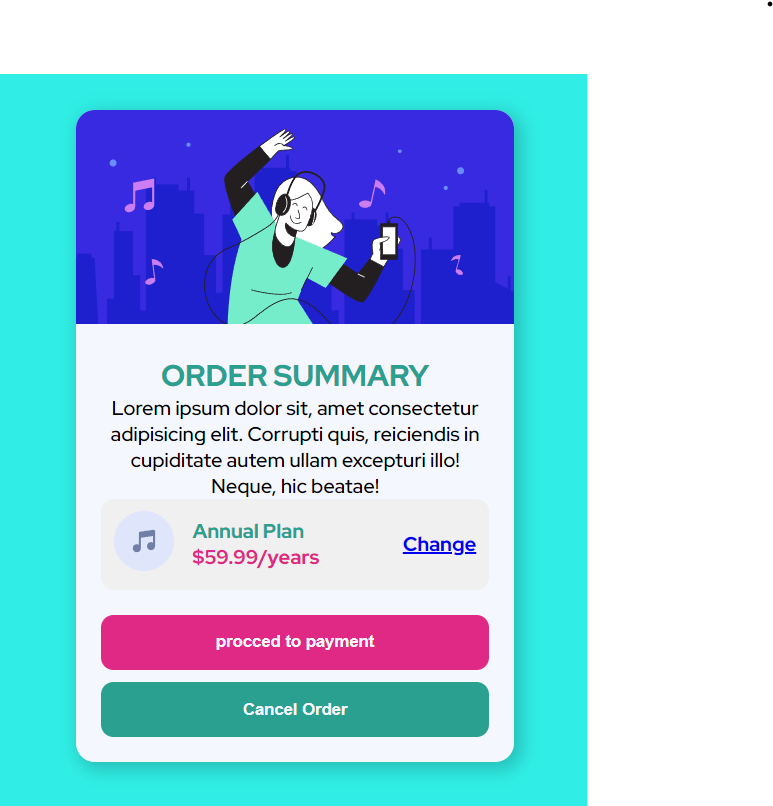 ORDER SUMMARY
Lorem ipsum dolor sit, amet consectetur
adipisicing elit. Corrupti quis, reiciendis in
cupiditate autem ullam excepturi illo!
Neque, hic beatae!
Annual Plan
$59.99/years
Change
procced to payment
Cancel Order